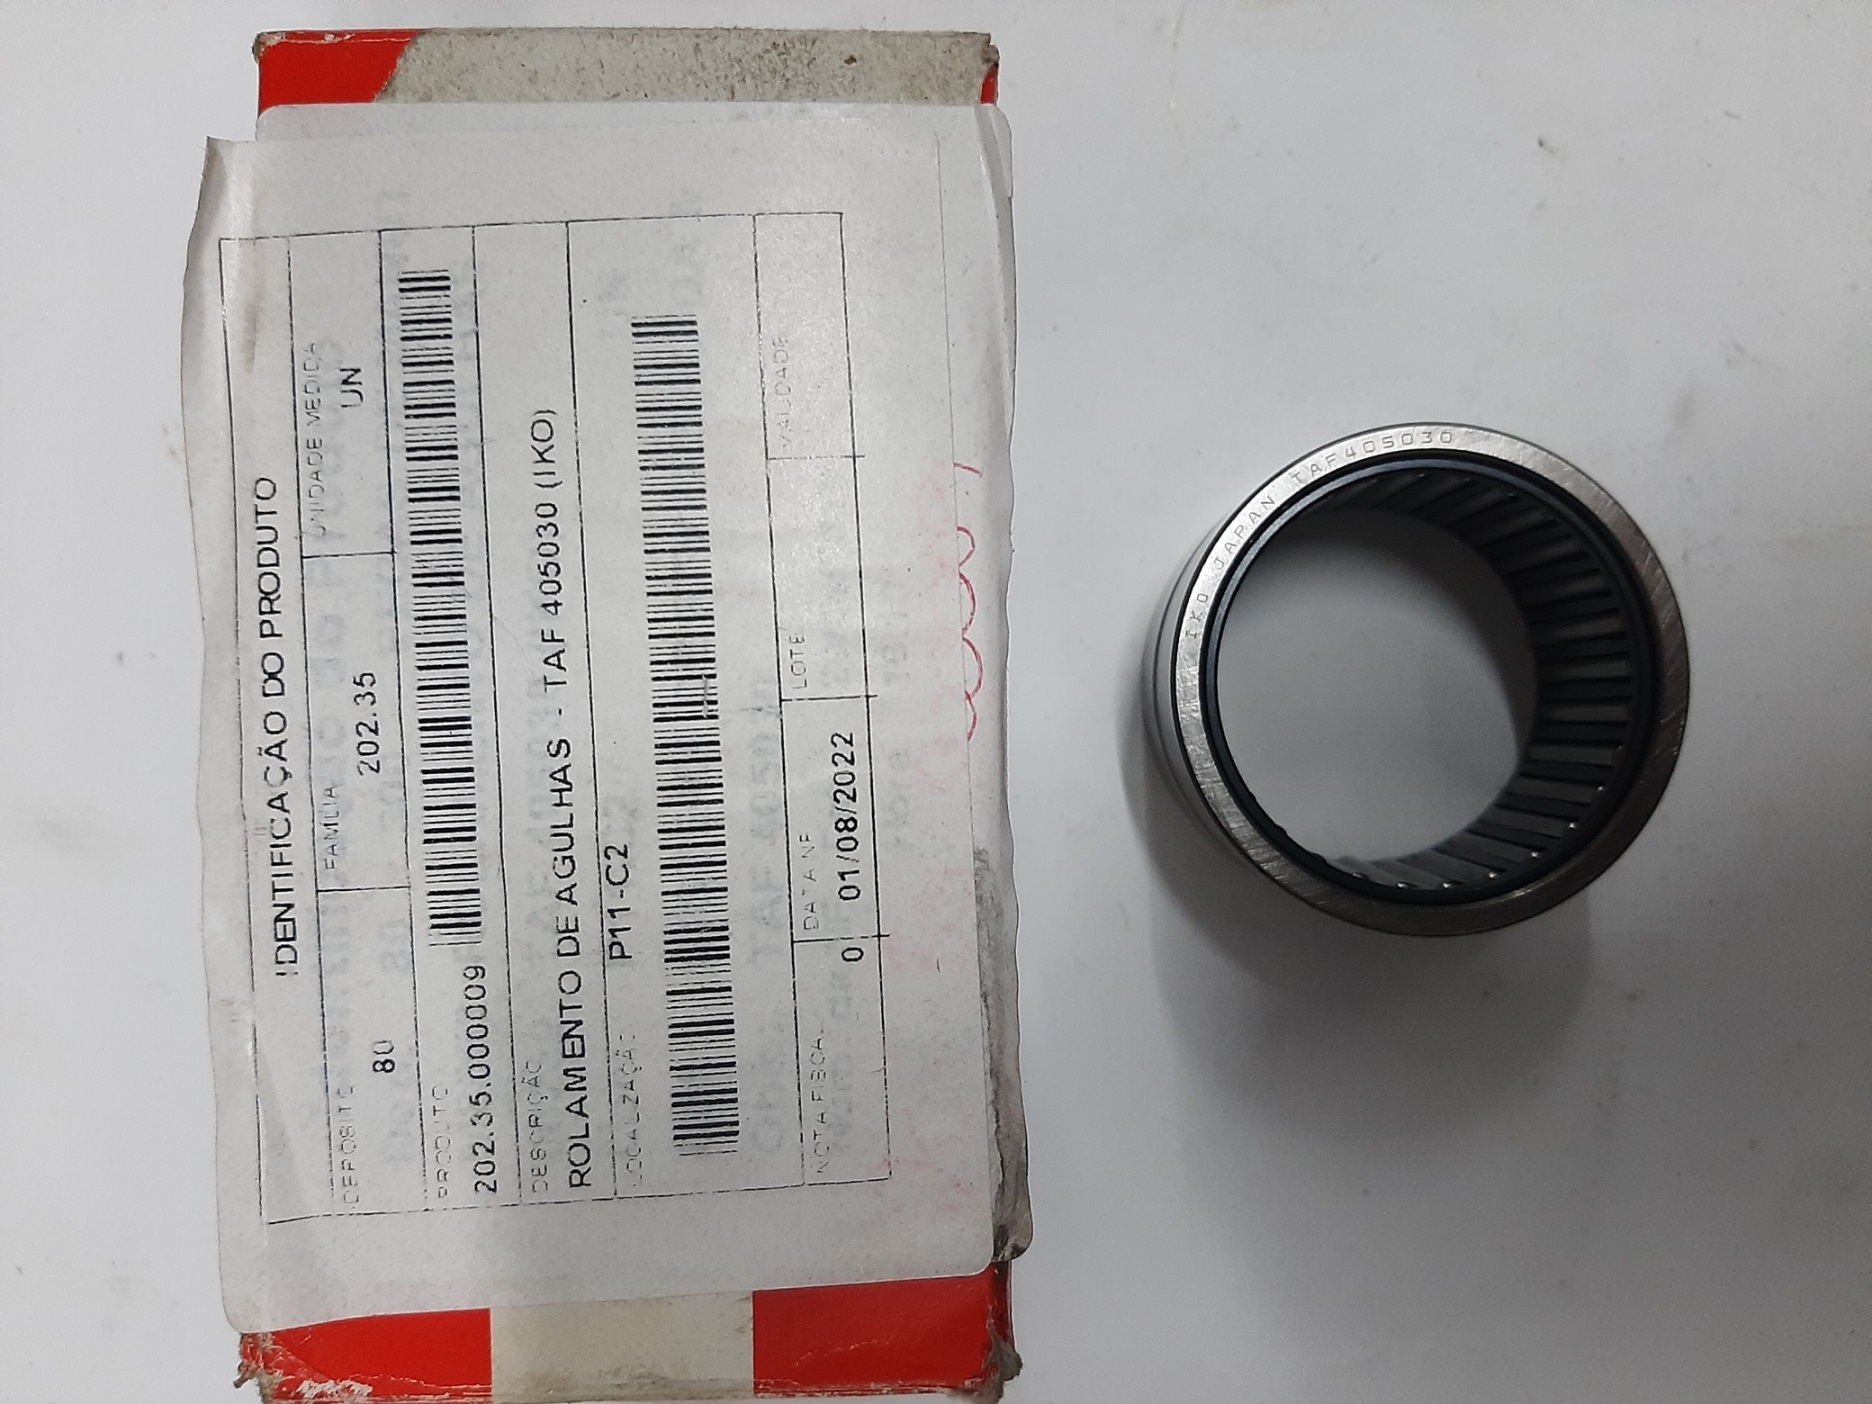 IDENTIFICAÇÃO DO PRODUTO
DEPOSITO FAMILIA UNIDADE MEDIDA
80 202.35 UN
PRODUTO
202.35.000009
DESCRIÇÃO
ROLAMENTO DE AGULHAS - TAF 405030 (IKO)
LOCALIZAÇÃO P11-C2
NOTA FISCAL DATA NF LOTE VALIDADE
0 01/08/2022
IKO JAPAN TAF405030